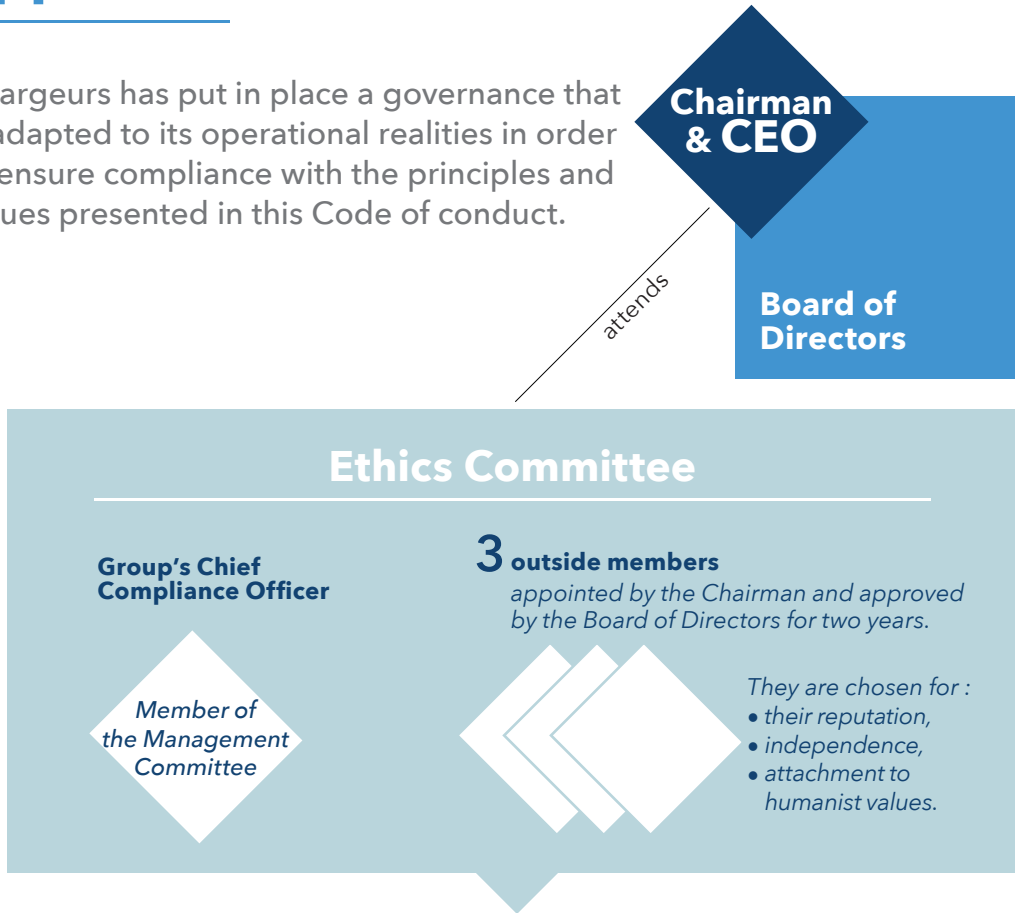 argeurs has put in place a governance that
adapted to its operational realities in order
ensure compliance with the principles and
ues presented in this Code of conduct.
Chairman
& CEO
attends
Board of
Directors
Ethics Committee
Group’s Chief
Compliance Officer
Member of
the Management
Committee
3 outside members
appointed by the Chairman and approved
by the Board of Directors for two years.
They are chosen for :
• their reputation,
• independence,
• attachment to
humanist values.